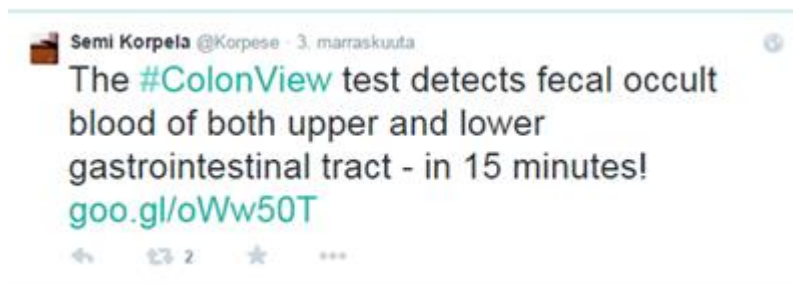 Semi Korpela @Korpese · 3. marraskuuta
The #ColonView test detects fecal occult
blood of both upper and lower
gastrointestinal tract - in 15 minutes!
goo.gl/oWw50T
2